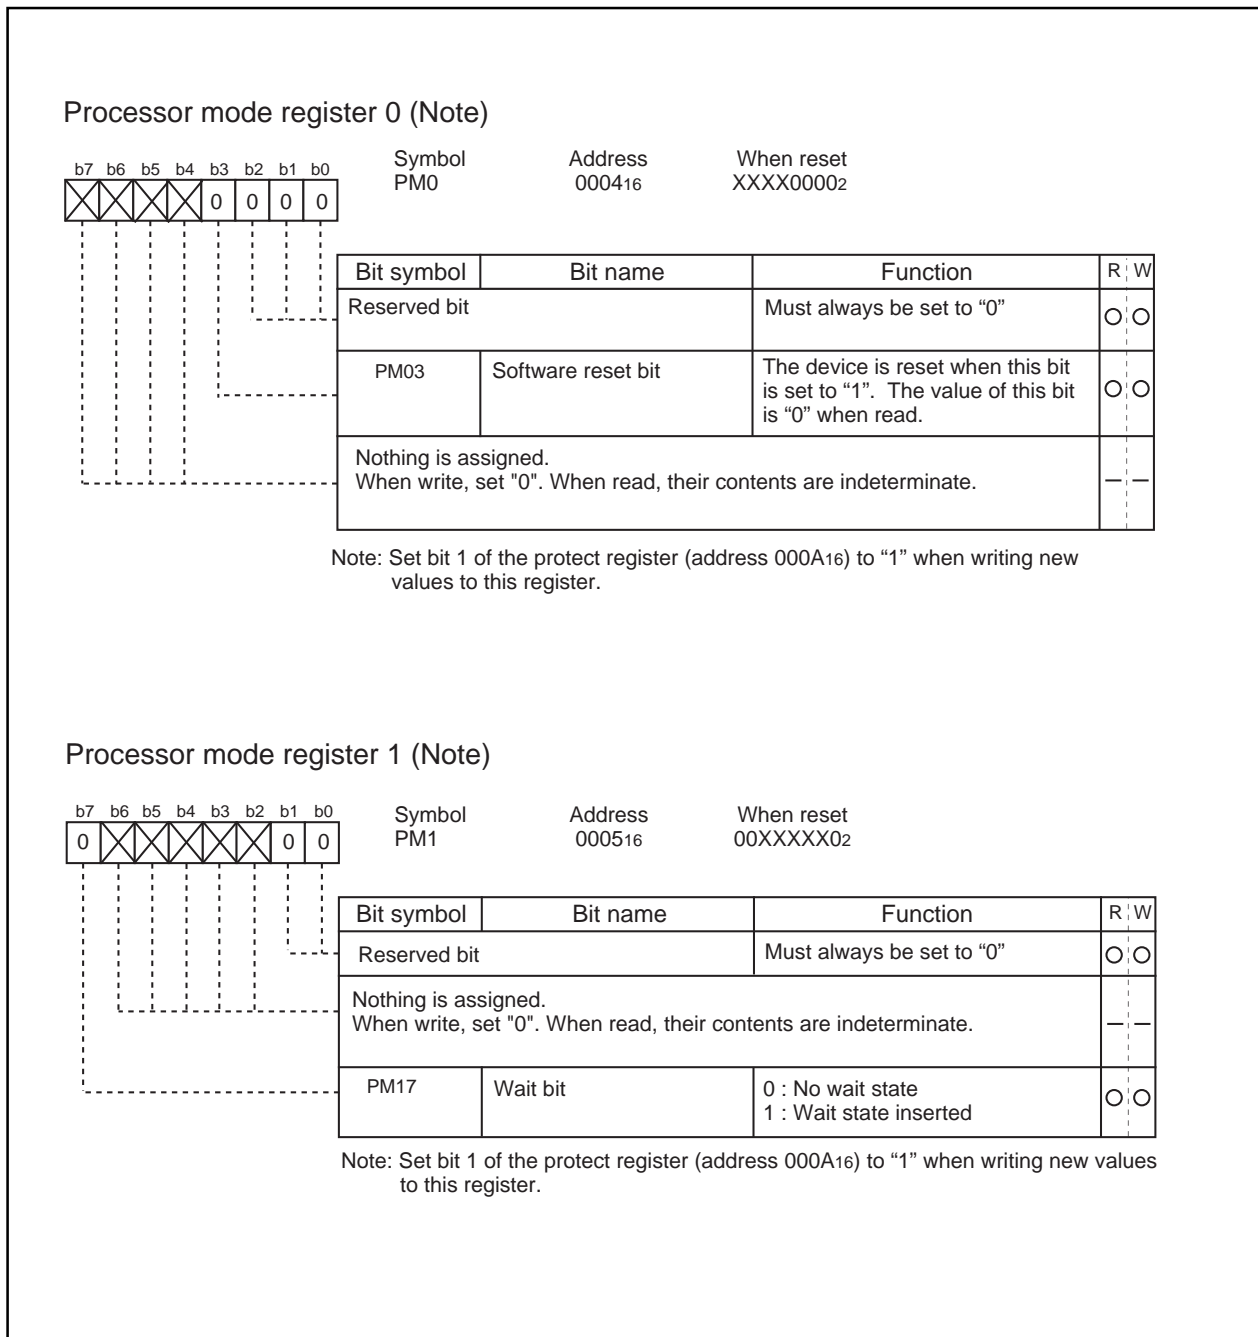 Processor mode register 0 (Note)
b7 b6 b5 b4 b3 b2 b1 b0
0 0 0 0
Symbol Address When reset
PM0 000416 XXXX00002
Bit symbol Bit name Function R W
Reserved bit Must always be set to “0”
PM03 Software reset bit The device is reset when this bit
is set to “1”. The value of this bit
is “0” when read.
Nothing is assigned.
When write, set "0". When read, their contents are indeterminate.
Note: Set bit 1 of the protect register (address 000A16) to “1” when writing new
values to this register.
Processor mode register 1 (Note)
b7 b6 b5 b4 b3 b2 b1 b0
0 0 0
Symbol Address When reset
PM1 000516 00XXXXX02
Bit symbol Bit name Function R W
Reserved bit Must always be set to “0”
Nothing is assigned.
When write, set "0". When read, their contents are indeterminate.
PM17 Wait bit 0 : No wait state
1 : Wait state inserted
Note: Set bit 1 of the protect register (address 000A16) to “1” when writing new values
to this register.